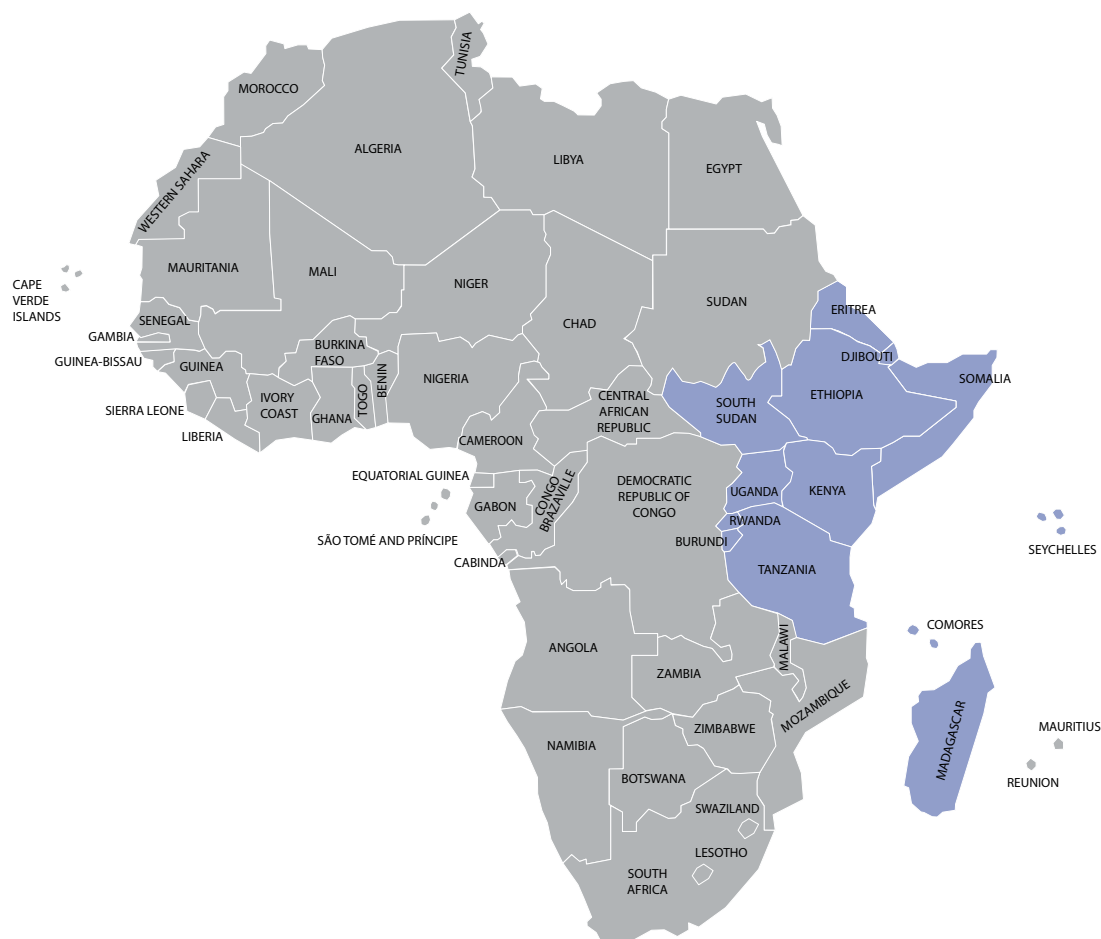 TUNISIA
MOROCCO
ALGERIA
LIBYA
EGYPT
WESTERN SAHARA
MAURITANIA
MALI
NIGER
CHAD
SUDAN
ERITREA
CAPE
VERDE
ISLANDS
SENEGAL
GAMBIA
GUINEA-BISSAU
GUINEA
SIERRA LEONE
LIBERIA
IVORY
COAST
BURKINA
FASO
GHANA
TOGO
BENIN
NIGERIA
CAMEROON
CENTRAL
AFRICAN
REPUBLIC
SOUTH
SUDAN
ETHIOPIA
DJIBOUTI
SOMALIA
EQUATORIAL GUINEA
GABON
CONGO
BRAZAVILLE
DEMOCRATIC
REPUBLIC OF
CONGO
UGANDA
KENYA
RWANDA
BURUNDI
SÃO TOMÉ AND PRÍNCIPE
CABINDA
TANZANIA
SEYCHELLES
COMORES
ANGOLA
ZAMBIA
MALAWI
MOZAMBIQUE
ZIMBABWE
NAMIBIA
BOTSWANA
MADAGASCAR
MAURITIUS
REUNION
SWAZILAND
LESOTHO
SOUTH
AFRICA